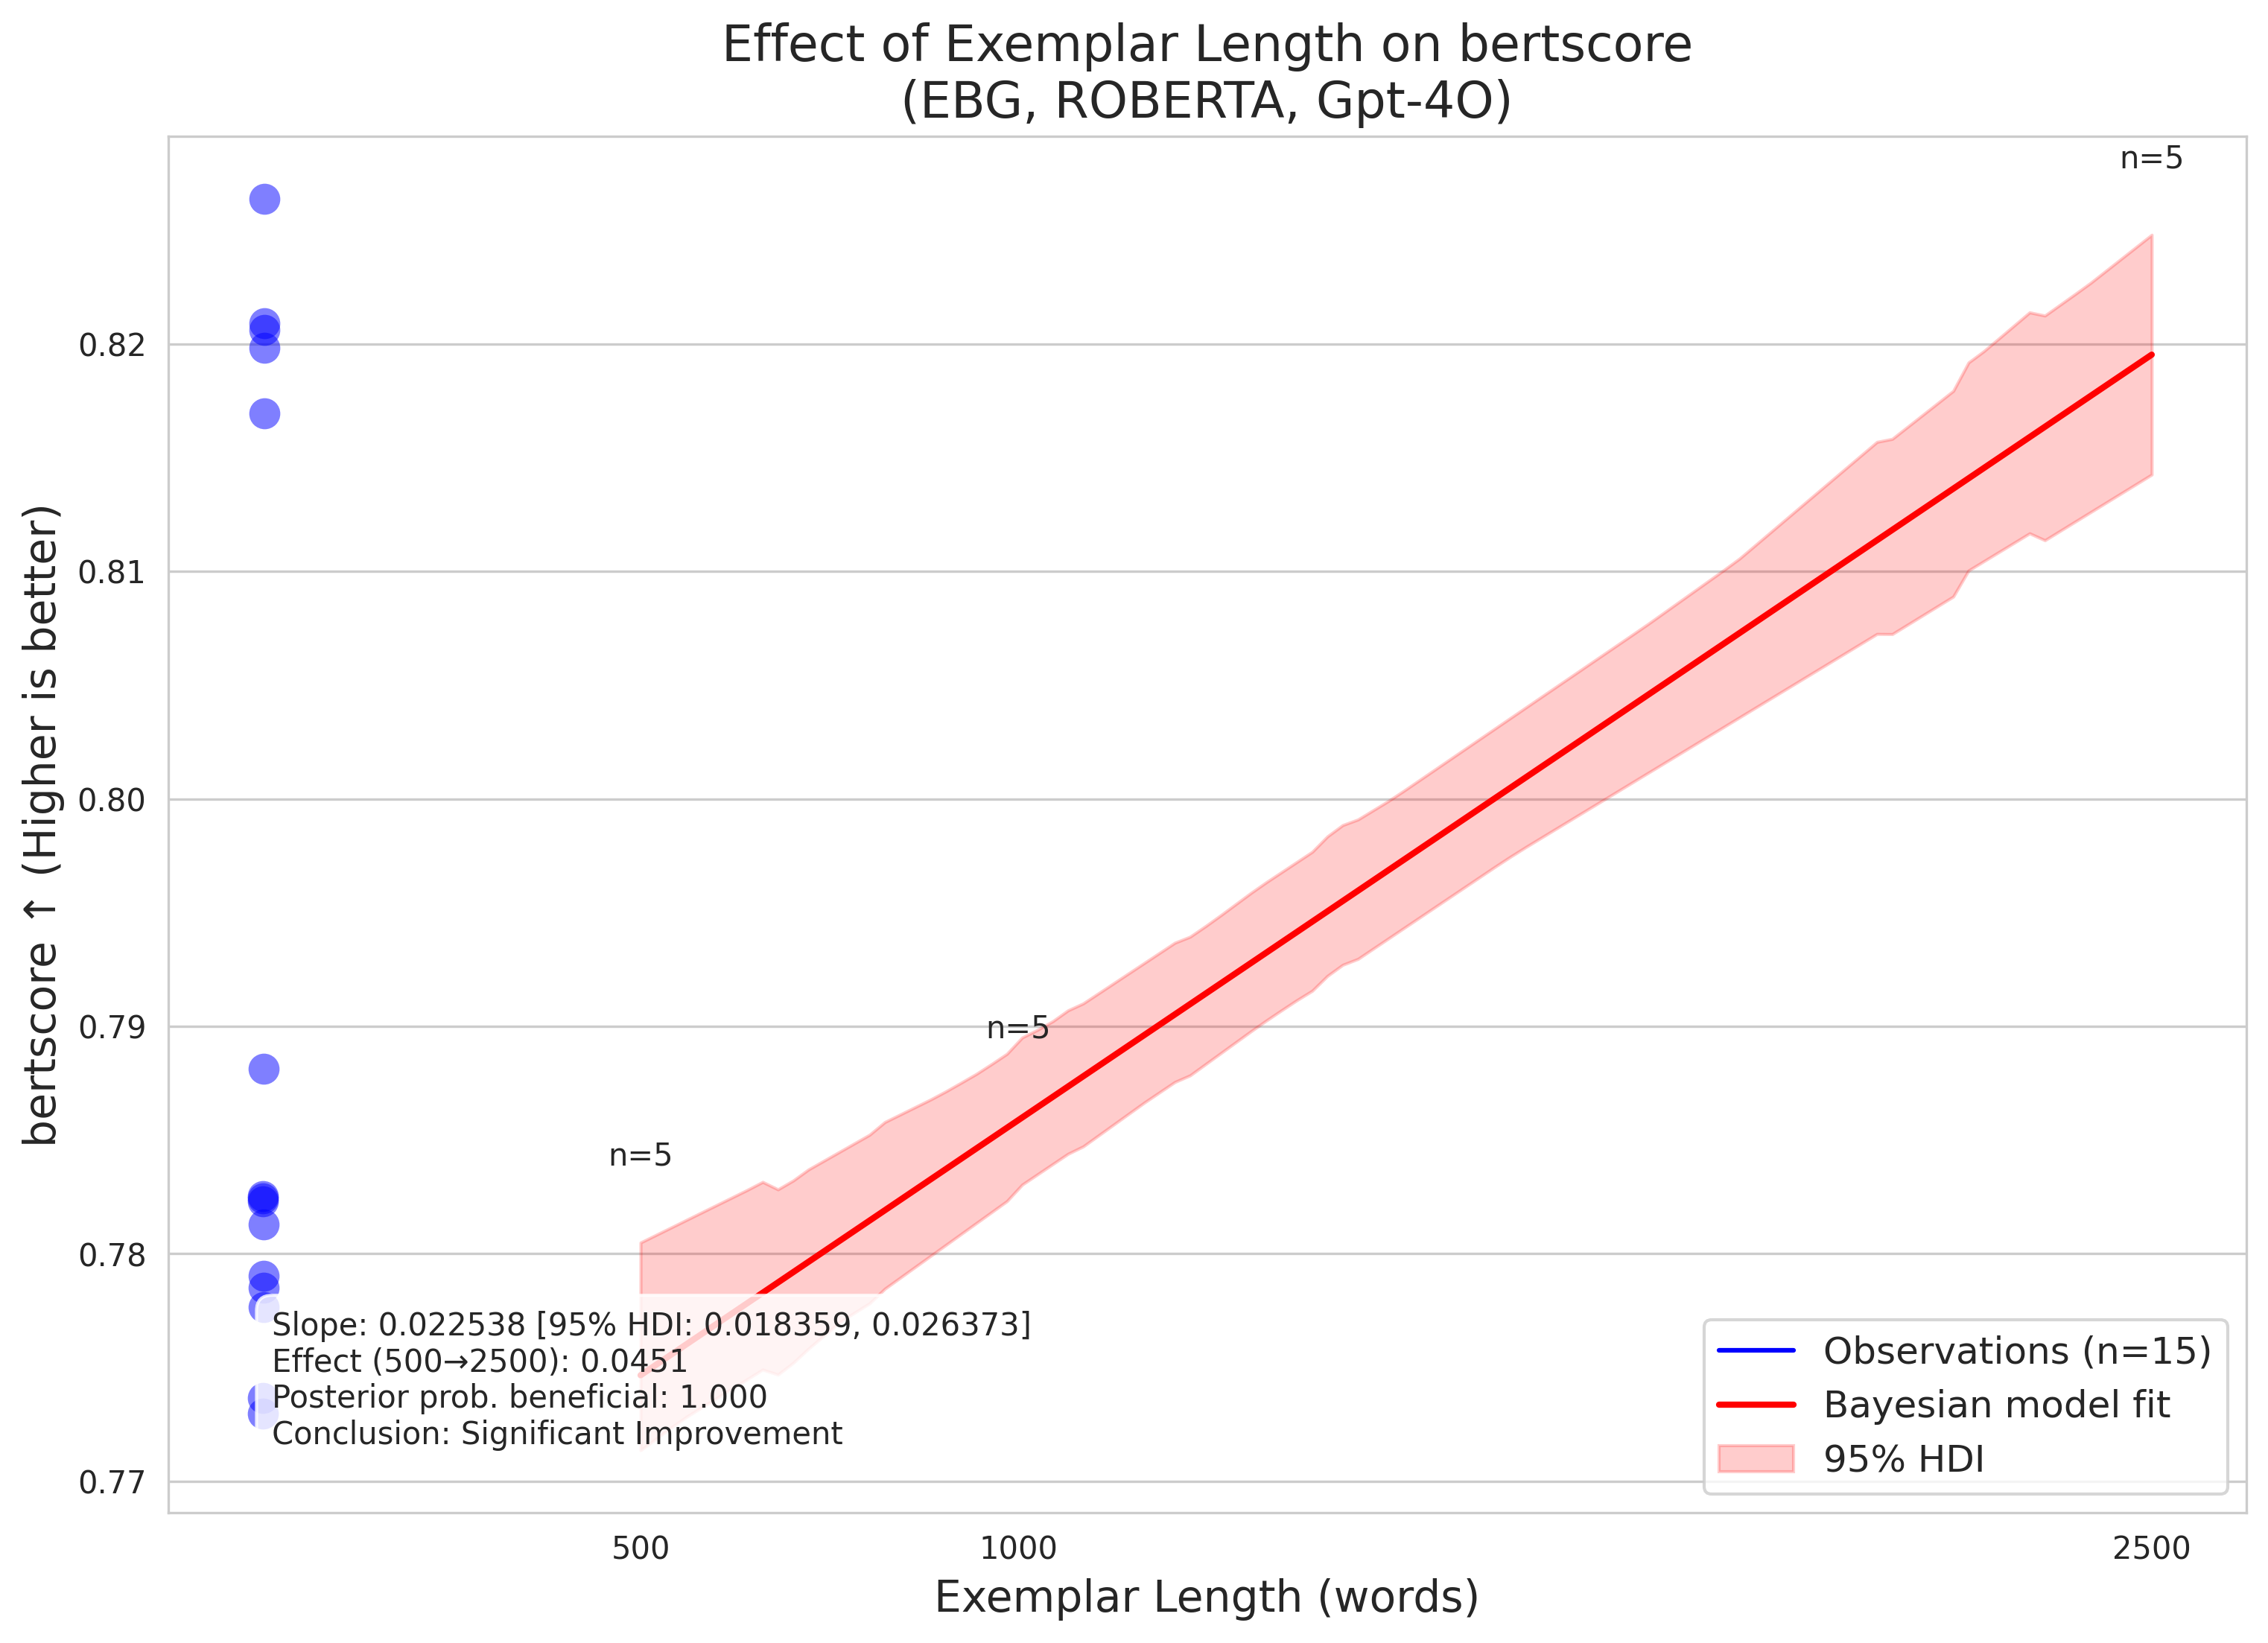 Effect of Exemplar Length on bertscore
(EBG, ROBERTA, Gpt-4O)
bertscore ↑ (Higher is better)
0.82
0.81
0.80
0.79
0.78
0.77
n=5
n=5
n=5
Slope: 0.022538 [95% HDI: 0.018359, 0.026373]
Effect (500→2500): 0.0451
Posterior prob. beneficial: 1.000
Conclusion: Significant Improvement
Observations (n=15)
Bayesian model fit
95% HDI
500
1000
2500
Exemplar Length (words)